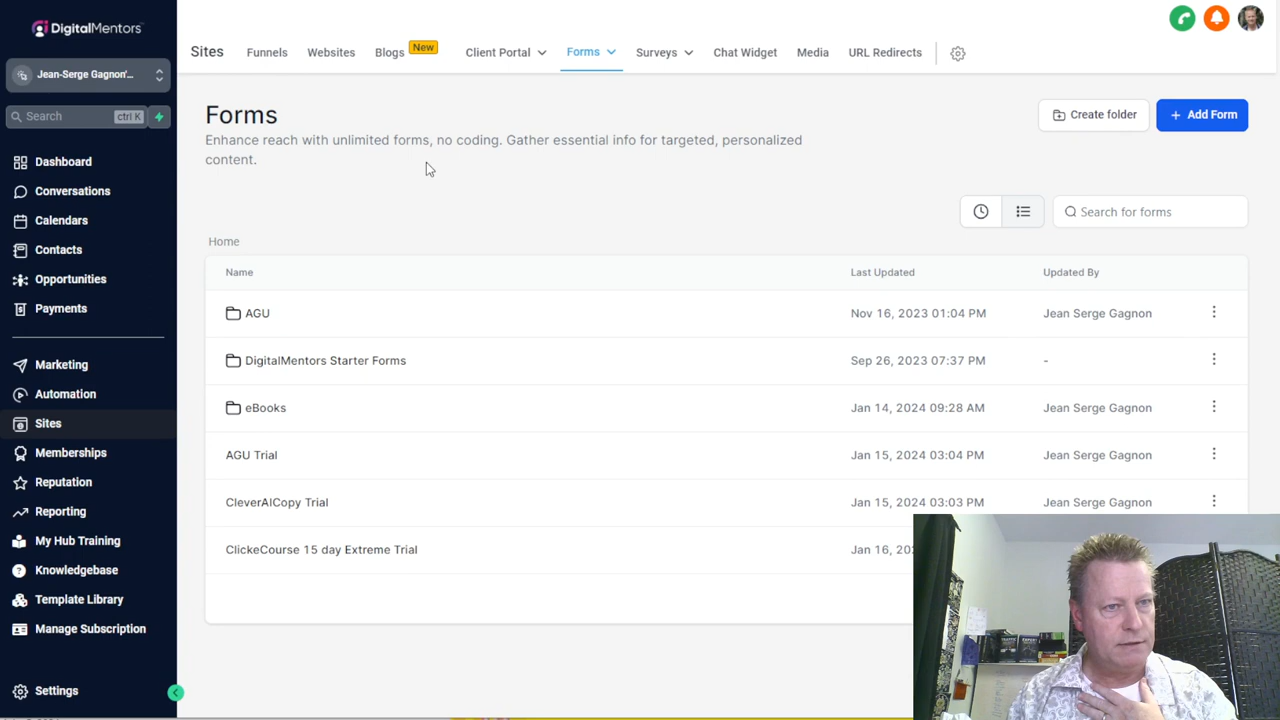 DigitalMentors
Jean-Serge Gagnon'...
Search ctrl K
Dashboard
Conversations
Calendars
Contacts
Opportunities
Payments
Marketing
Automation
Sites
Memberships
Reputation
Reporting
My Hub Training
Knowledgebase
Template Library
Manage Subscription
Settings
Sites Funnels Websites Blogs New Client Portal Forms Surveys Chat Widget Media URL Redirects
Forms
Enhance reach with unlimited forms, no coding. Gather essential info for targeted, personalized
content.
Create folder
+ Add Form
Search for forms
Home
Name Last Updated Updated By
AGU Nov 16, 2023 01:04 PM Jean Serge Gagnon
DigitalMentors Starter Forms Sep 26, 2023 07:37 PM -
eBooks Jan 14, 2024 09:28 AM Jean Serge Gagnon
AGU Trial Jan 15, 2024 03:04 PM Jean Serge Gagnon
CleverAICopy Trial Jan 15, 2024 03:03 PM Jean Serge Gagnon
ClickeCourse 15 day Extreme Trial Jan 16, 20